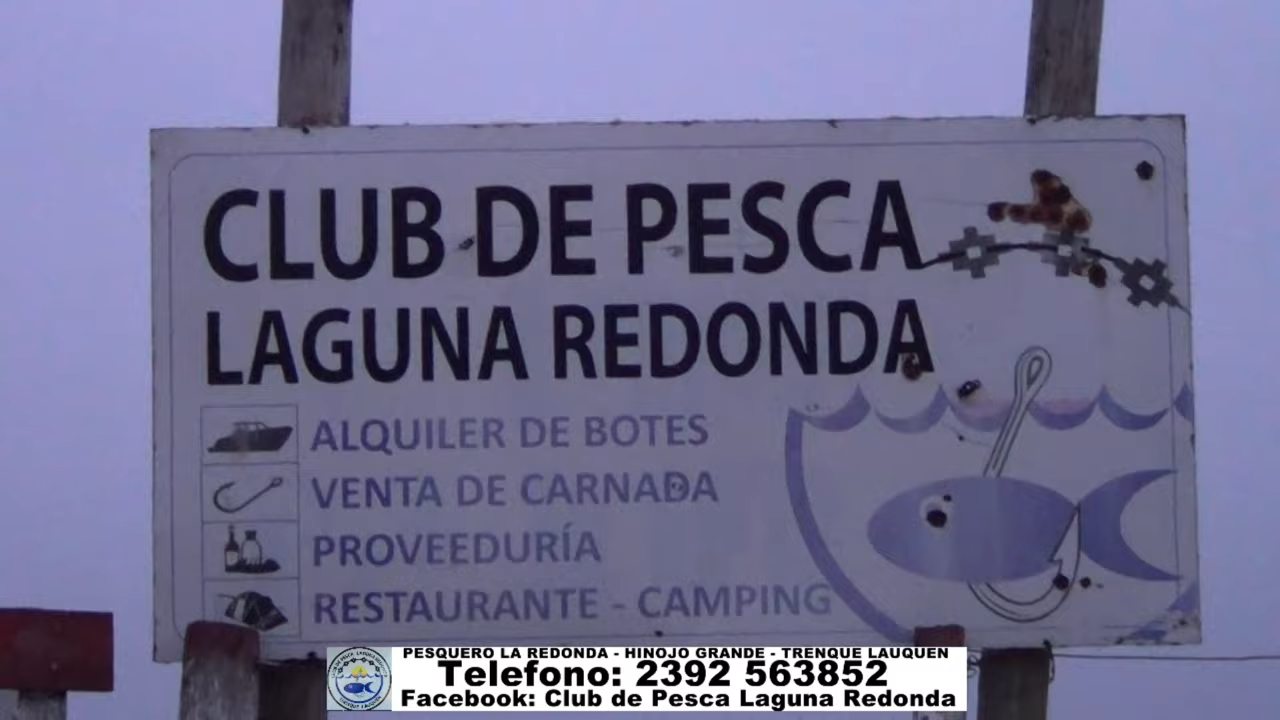 CLUB DE PESCA
LAGUNA REDONDA
ALQUILER DE BOTES
VENTA DE CARNADA
PROVEEDURÍA
RESTAURANTE - CAMPING
PESQUERO LA REDONDA - HINOJO GRANDE - TRENQUE LAUQUEN
Telefono: 2392 563852
Facebook: Club de Pesca Laguna Redonda